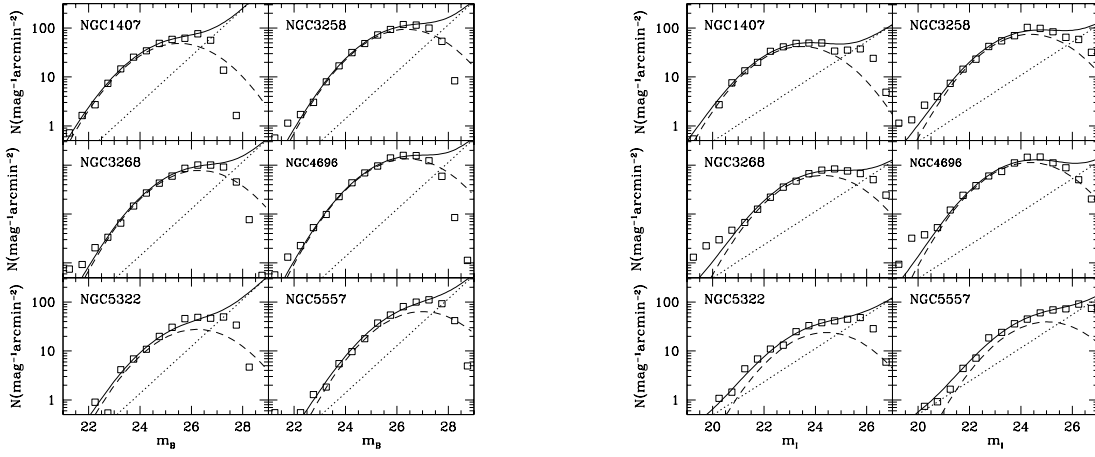 NGC1407
NGC3258
100
10
1
N(mag⁻¹arcmin⁻²)
NGC3268
NGC4696
N(mag⁻¹arcmin⁻²)
NGC5322
NGC5557
100
10
1
N(mag⁻¹arcmin⁻²)
22 24 26 28 22 24 26 28
m_B m_B
NGC1407
NGC3258
100
10
1
N(mag⁻¹arcmin⁻²)
NGC3268
NGC4696
N(mag⁻¹arcmin⁻²)
NGC5322
NGC5557
100
10
1
N(mag⁻¹arcmin⁻²)
20 22 24 26 20 22 24 26
m_I m_I